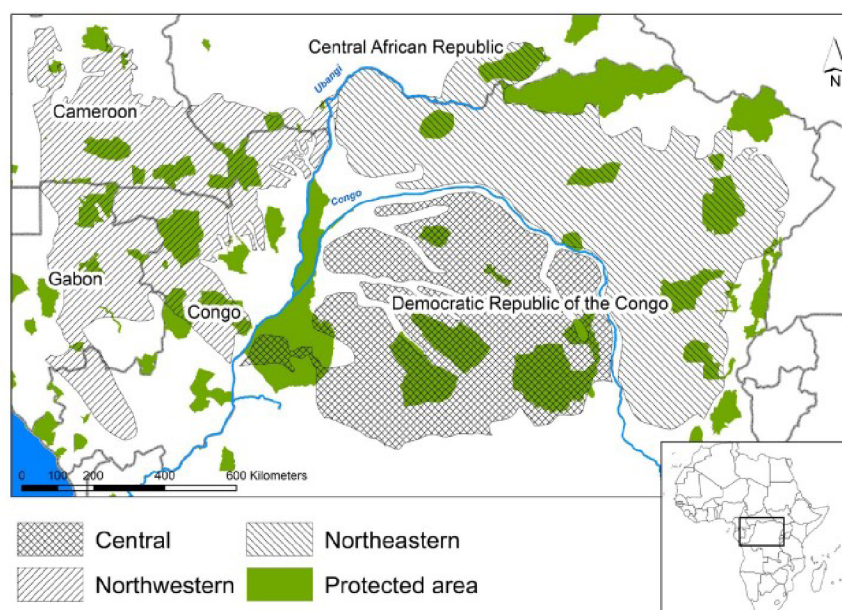 Central African Republic
Ubangi
N
Cameroon
Congo
Gabon
Congo
Democratic Republic of the Congo
0 100 200 400 600 Kilometers
Central
Northeastern
Northwestern
Protected area